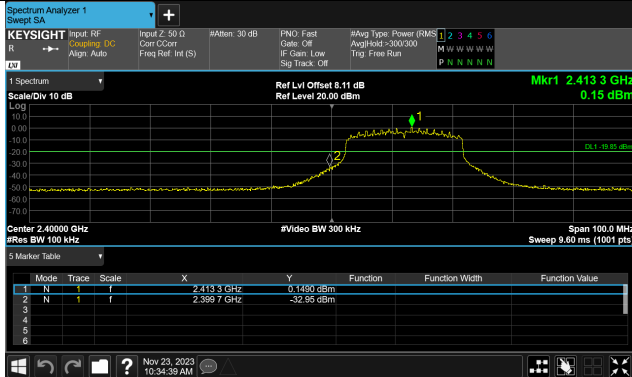 Spectrum Analyzer 1
Swept SA
+
KEYSIGHT Input: RF Input Z: 50 Ω #Atten: 30 dB PNO: Fast #Avg Type: Power (RMS 1 2 3 4 5 6
R Coupling: DC Corr CCorr Gate: Off Avg|Hold:>300/300 M W W W W W
Align: Auto Freq Ref: Int (S) IF Gain: Low Trig: Free Run
Sig Track: Off P N N N N N
LXI
1 Spectrum
Scale/Div 10 dB
Ref Lvl Offset 8.11 dB
Ref Level 20.00 dBm
Mkr1 2.413 3 GHz
0.15 dBm
Log
10.0
0.00
-10.0
-20.0
-30.0
-40.0
-50.0
-60.0
-70.0
1
2
DL1 -19.85 dBm
Center 2.40000 GHz #Video BW 300 kHz Span 100.0 MHz
#Res BW 100 kHz Sweep 9.60 ms (1001 pts)
5 Marker Table
Mode Trace Scale X Y Function Function Width Function Value
1 N 1 f 2.413 3 GHz 0.1490 dBm
2 N 1 f 2.399 7 GHz -32.95 dBm
3
4
5
6
?
Nov 23, 2023
10:34:39 AM